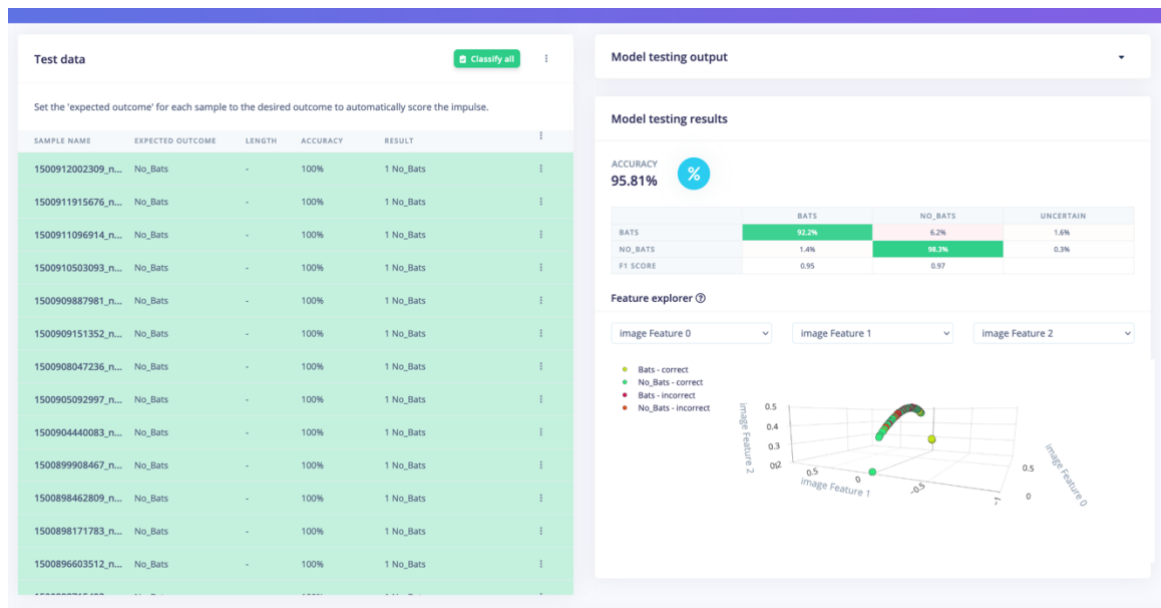 Test data
Classify all
Set the 'expected outcome' for each sample to the desired outcome to automatically score the impulse.
SAMPLE NAME EXPECTED OUTCOME LENGTH ACCURACY RESULT
1500912002309_n... No_Bats - 100% 1 No_Bats
1500911915676_n... No_Bats - 100% 1 No_Bats
1500911096914_n... No_Bats - 100% 1 No_Bats
1500910503093_n... No_Bats - 100% 1 No_Bats
1500909887981_n... No_Bats - 100% 1 No_Bats
1500909151352_n... No_Bats - 100% 1 No_Bats
1500908047236_n... No_Bats - 100% 1 No_Bats
1500905092997_n... No_Bats - 100% 1 No_Bats
1500904440083_n... No_Bats - 100% 1 No_Bats
1500899908467_n... No_Bats - 100% 1 No_Bats
1500898462809_n... No_Bats - 100% 1 No_Bats
1500898171783_n... No_Bats - 100% 1 No_Bats
1500896603512_n... No_Bats - 100% 1 No_Bats
Model testing output
Model testing results
ACCURACY
95.81%
%
BATS NO_BATS UNCERTAIN
BATS 92.2% 6.2% 1.6%
NO_BATS 1.4% 98.3% 0.3%
F1 SCORE 0.95 0.97
Feature explorer
image Feature 0 image Feature 1 image Feature 2
Bats - correct
No_Bats - correct
Bats - incorrect
No_Bats - incorrect
image Feature 2
0.5
0.4
0.3
0.5
0
-0.5
-1
image Feature 1
0.5
0
image Feature 0